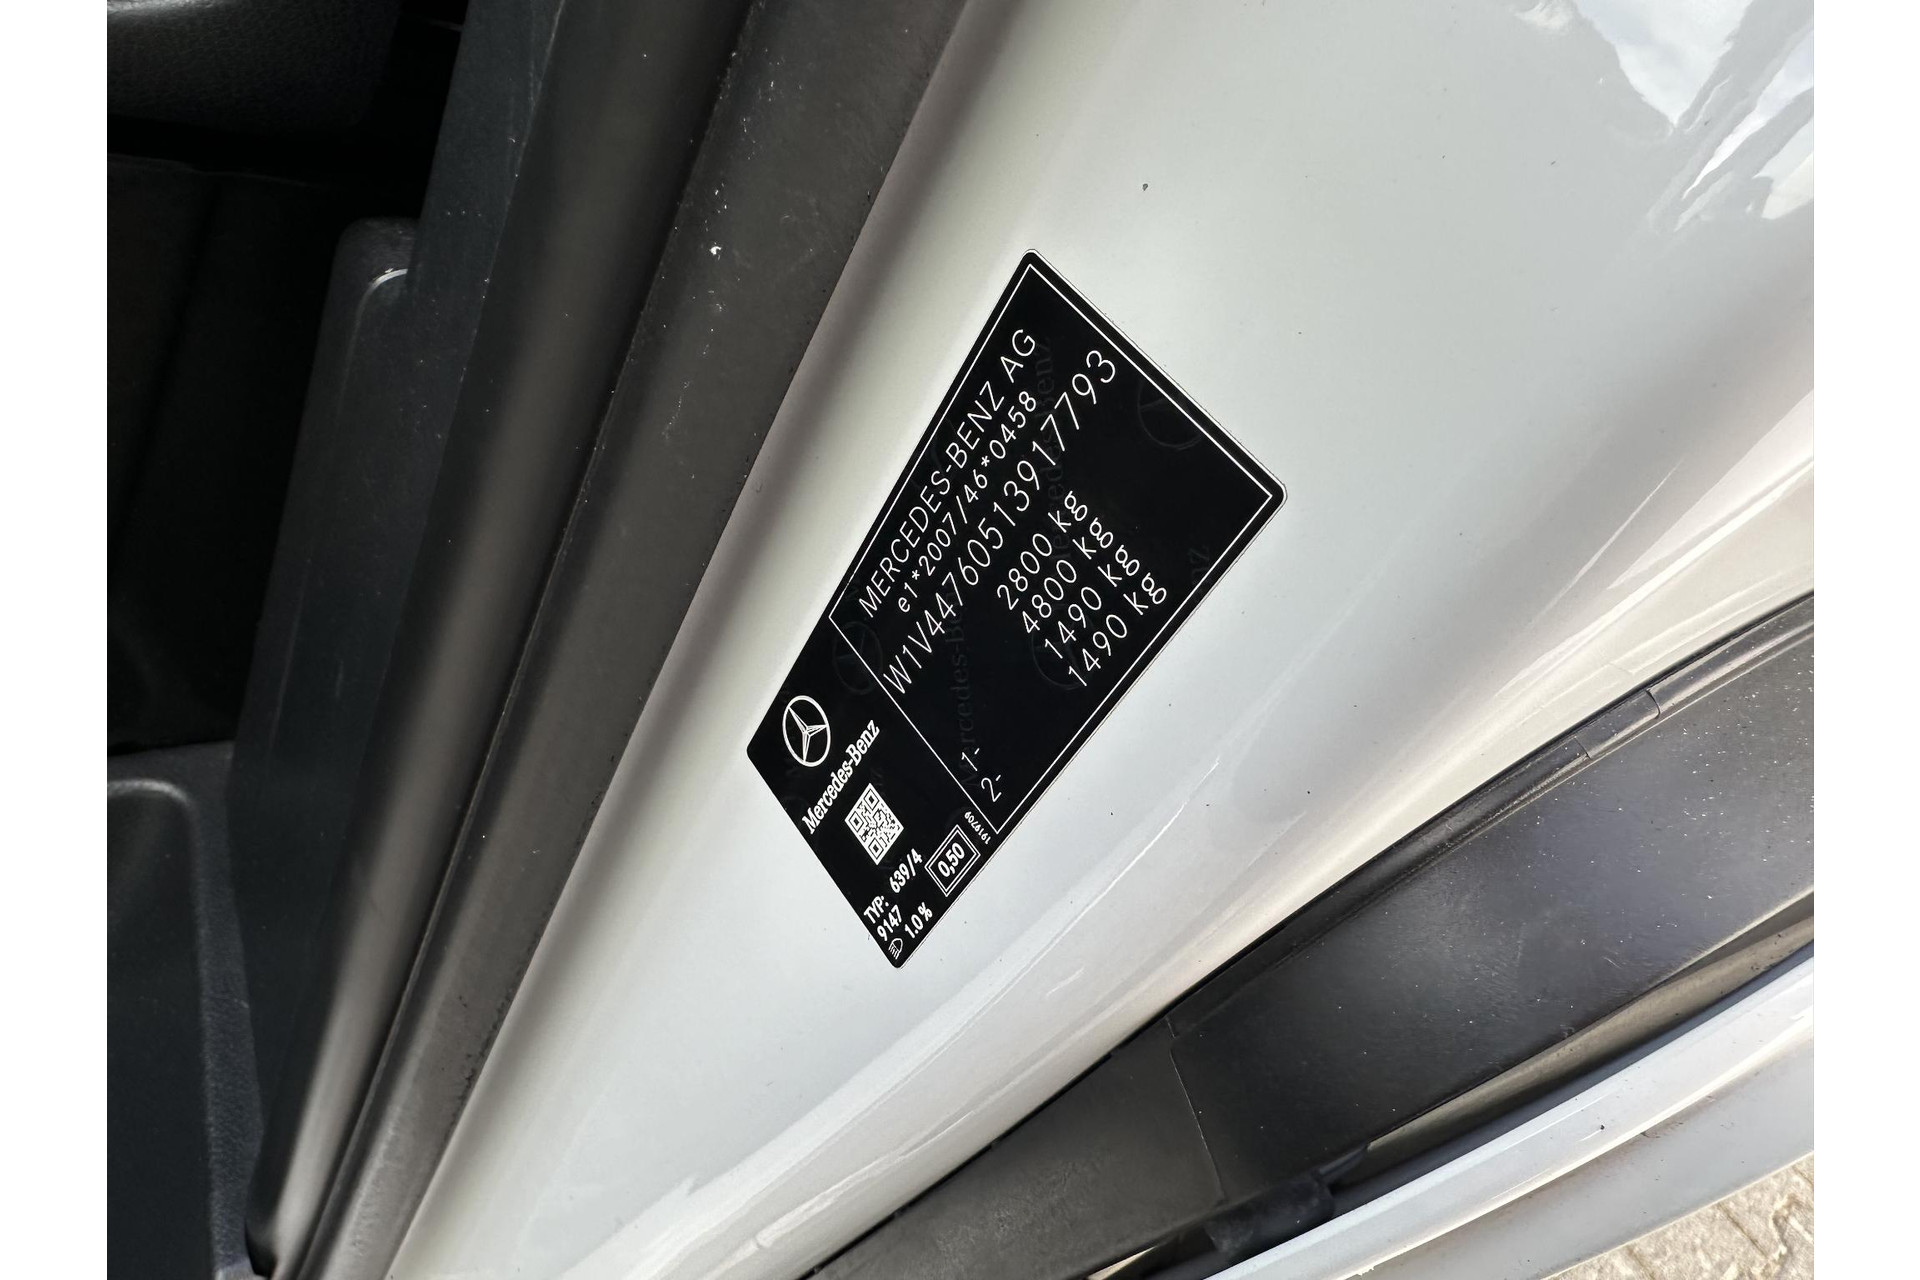 MERCEDES-BENZ AG
e1*2007/46*0458
W1V44760513917793
2800 kg
4800 kg
1- 1490 kg
2- 1490 kg
Mercedes-Benz
TYP: 639/4
9147
1.0%
0,50
1919709